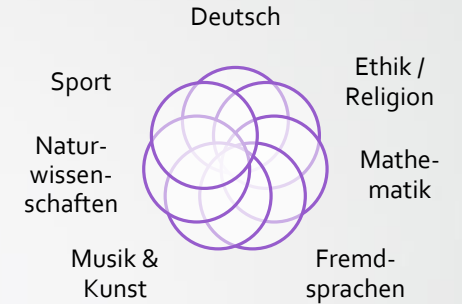 Deutsch
Ethik /
Religion
Mathe-
matik
Fremd-
sprachen
Musik &
Kunst
Natur-
wissen-
schaften
Sport